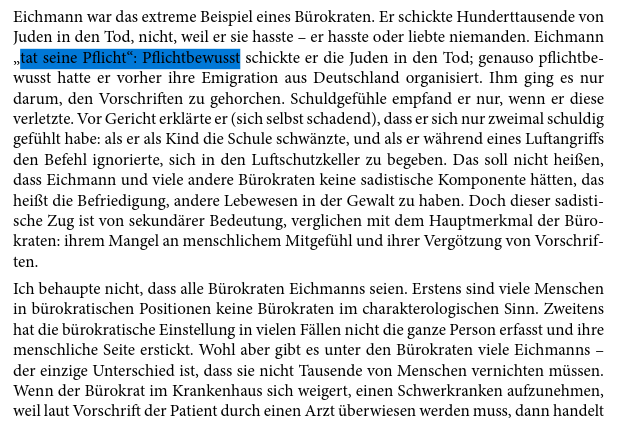 Eichmann war das extreme Beispiel eines Bürokraten. Er schickte Hunderttausende von
Juden in den Tod, nicht, weil er sie hasste – er hasste oder liebte niemanden. Eichmann
„tat seine Pflicht“: Pflichtbewusst schickte er die Juden in den Tod; genauso pflichtbe-
wusst hatte er vorher ihre Emigration aus Deutschland organisiert. Ihm ging es nur
darum, den Vorschriften zu gehorchen. Schuldgefühle empfand er nur, wenn er diese
verletzte. Vor Gericht erklärte er (sich selbst schadend), dass er sich nur zweimal schuldig
gefühlt habe: als er als Kind die Schule schwänzte, und als er während eines Luftangriffs
den Befehl ignorierte, sich in den Luftschutzkeller zu begeben. Das soll nicht heißen,
dass Eichmann und viele andere Bürokraten keine sadistische Komponente hätten, das
heißt die Befriedigung, andere Lebewesen in der Gewalt zu haben. Doch dieser sadisti-
sche Zug ist von sekundärer Bedeutung, verglichen mit dem Hauptmerkmal der Büro-
kraten: ihrem Mangel an menschlichem Mitgefühl und ihrer Vergötzung von Vorschrif-
ten.
Ich behaupte nicht, dass alle Bürokraten Eichmanns seien. Erstens sind viele Menschen
in bürokratischen Positionen keine Bürokraten im charakterologischen Sinn. Zweitens
hat die bürokratische Einstellung in vielen Fällen nicht die ganze Person erfasst und ihre
menschliche Seite erstickt. Wohl aber gibt es unter den Bürokraten viele Eichmanns –
der einzige Unterschied ist, dass sie nicht Tausende von Menschen vernichten müssen.
Wenn der Bürokrat im Krankenhaus sich weigert, einen Schwerkranken aufzunehmen,
weil laut Vorschrift der Patient durch einen Arzt überwiesen werden muss, dann handelt